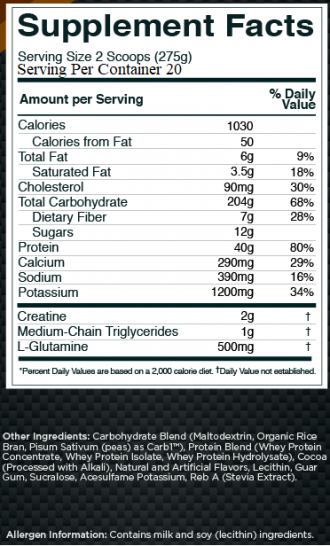 Supplement Facts
Serving Size 2 Scoops (275g)
Serving Per Container 20
Amount per Serving % Daily Value
Calories 1030
Calories from Fat 50
Total Fat 6g 9%
Saturated Fat 3.5g 18%
Cholesterol 90mg 30%
Total Carbohydrate 204g 68%
Dietary Fiber 7g 28%
Sugars 12g
Protein 40g 80%
Calcium 290mg 29%
Sodium 390mg 16%
Potassium 1200mg 34%
Creatine 2g †
Medium-Chain Triglycerides 1g †
L-Glutamine 500mg †
*Percent Daily Values are based on a 2,000 calorie diet. †Daily Value not established.
Other Ingredients: Carbohydrate Blend (Maltodextrin, Organic Rice
Bran, Pisum Sativum (peas) as Carb1™), Protein Blend (Whey Protein
Concentrate, Whey Protein Isolate, Whey Protein Hydrolysate), Cocoa
(Processed with Alkali), Natural and Artificial Flavors, Lecithin, Guar
Gum, Sucralose, Acesulfame Potassium, Reb A (Stevia Extract).
Allergen Information: Contains milk and soy (lecithin) ingredients.